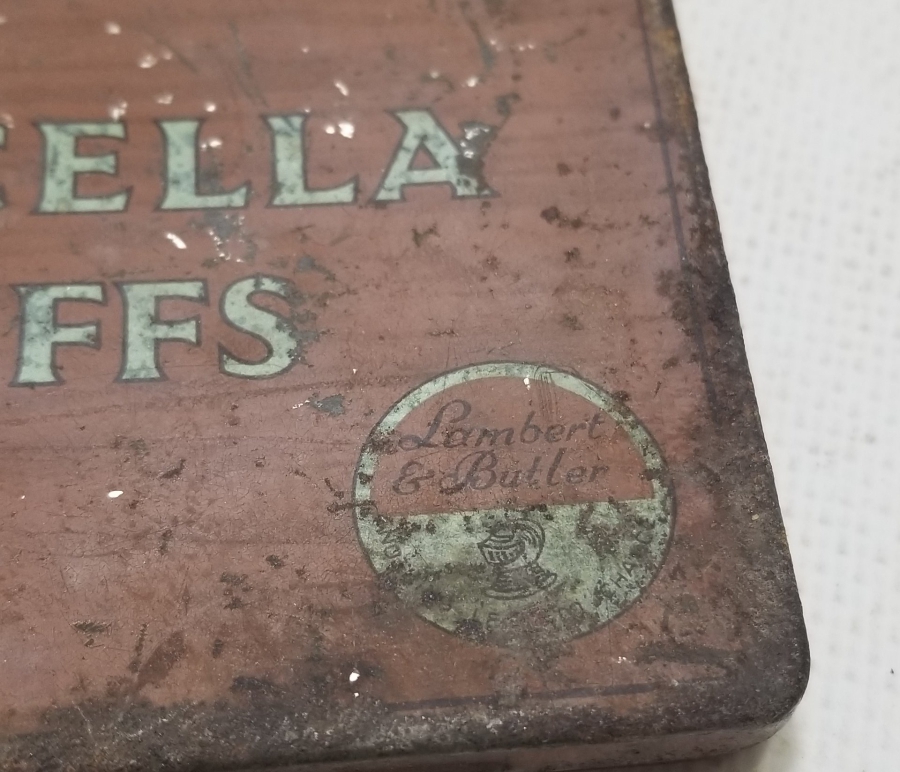 ELLA
FFS
Lambert
& Butler